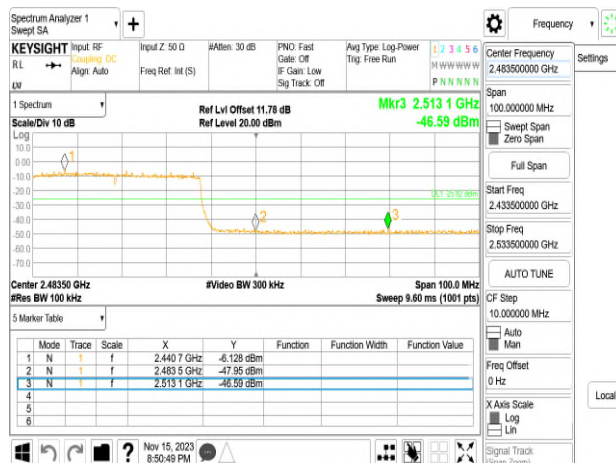 Spectrum Analyzer 1
Swept SA
Frequency
KEYSIGHT
RL
Input: RF
Coupling: DC
Align: Auto
Input Z: 50 Ω
Freq Ref: Int (S)
#Atten: 30 dB
PNO: Fast
Gate: Off
IF Gain: Low
Sig Track: Off
Avg Type: Log-Power
Trig: Free Run
1 2 3 4 5 6
M W W W W W
P N N N N N
Center Frequency
2.483500000 GHz
Settings
1 Spectrum
Scale/Div 10 dB
Ref Lvl Offset 11.78 dB
Ref Level 20.00 dBm
Mkr3 2.513 1 GHz
-46.59 dBm
Log
10.0
0.00
-10.0
-20.0
-30.0
-40.0
-50.0
-60.0
-70.0
1
2
3
Center 2.48350 GHz
#Res BW 100 kHz
#Video BW 300 kHz
Span 100.0 MHz
Sweep 9.60 ms (1001 pts)
Span
100.000000 MHz
Swept Span
Zero Span
Full Span
Start Freq
2.433500000 GHz
Stop Freq
2.533500000 GHz
AUTO TUNE
CF Step
10.000000 MHz
Auto
Man
Freq Offset
0 Hz
X Axis Scale
Log
Lin
Signal Track
(Span Zoom)
Local
5 Marker Table
Mode Trace Scale X Y Function Function Width Function Value
1 N 1 f 2.440 7 GHz -6.128 dBm
2 N 1 f 2.483 5 GHz -47.95 dBm
3 N 1 f 2.513 1 GHz -46.59 dBm
4
5
6
Nov 15, 2023
8:50:49 PM